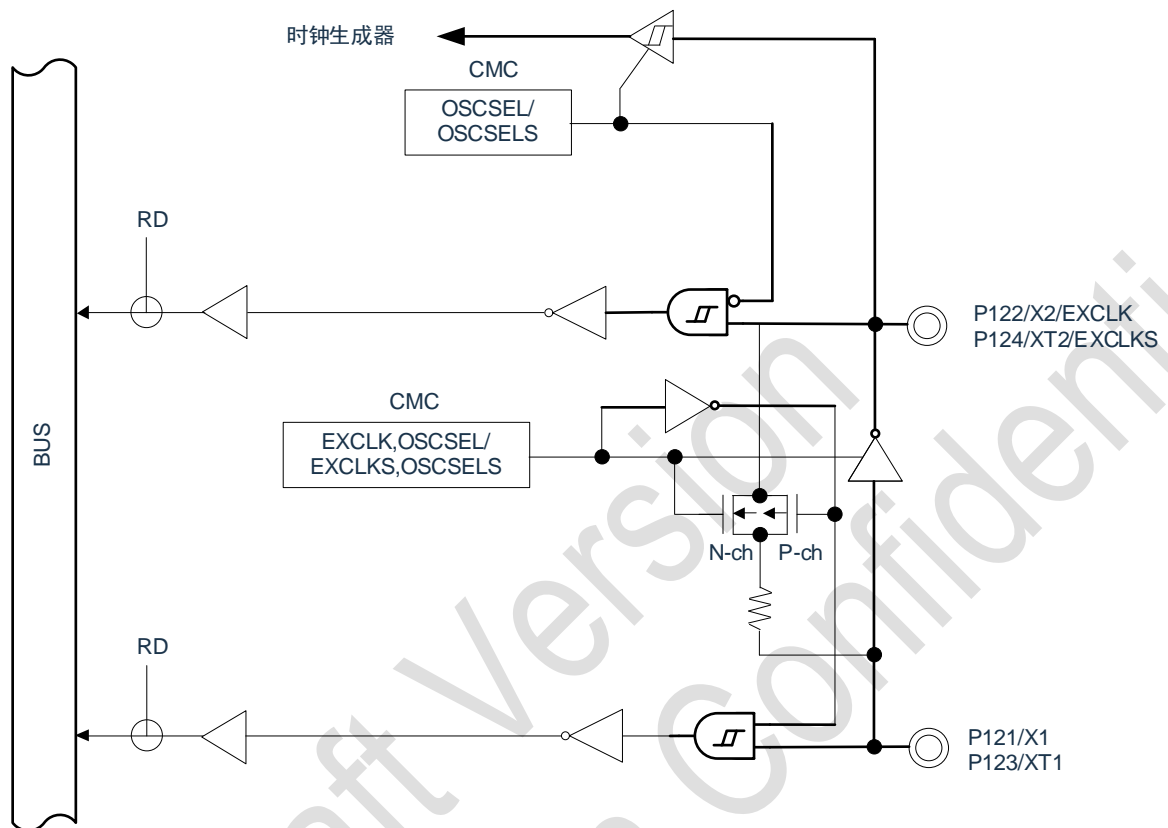 时钟生成器
CMC
OSCSEL/
OSCSELS
RD
P122/X2/EXCLK
P124/XT2/EXCLKS
CMC
EXCLK,OSCSEL/
EXCLKS,OSCSELS
BUS
N-ch
P-ch
RD
P121/X1
P123/XT1
Version